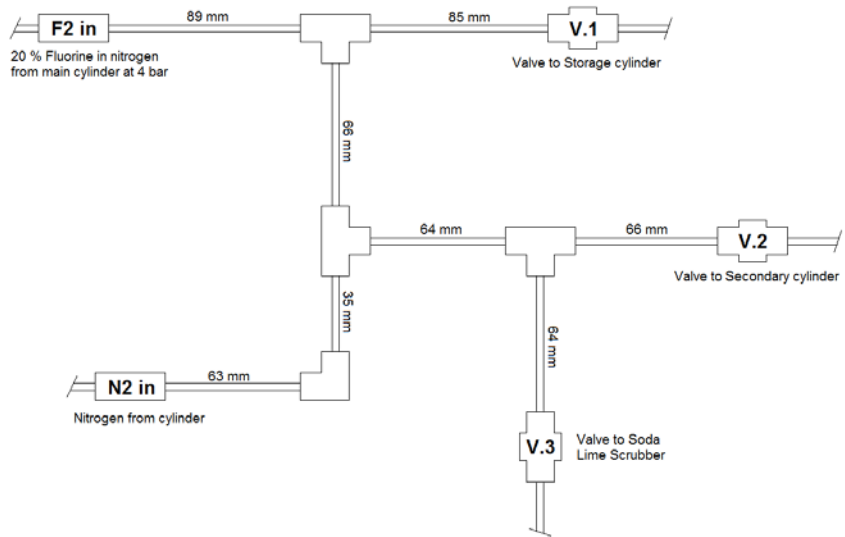 89 mm
85 mm
F2 in
V.1
20 % Fluorine in nitrogen
from main cylinder at 4 bar
Valve to Storage cylinder
66 mm
64 mm
66 mm
V.2
Valve to Secondary cylinder
35 mm
64 mm
63 mm
N2 in
Nitrogen from cylinder
V.3
Valve to Soda
Lime Scrubber